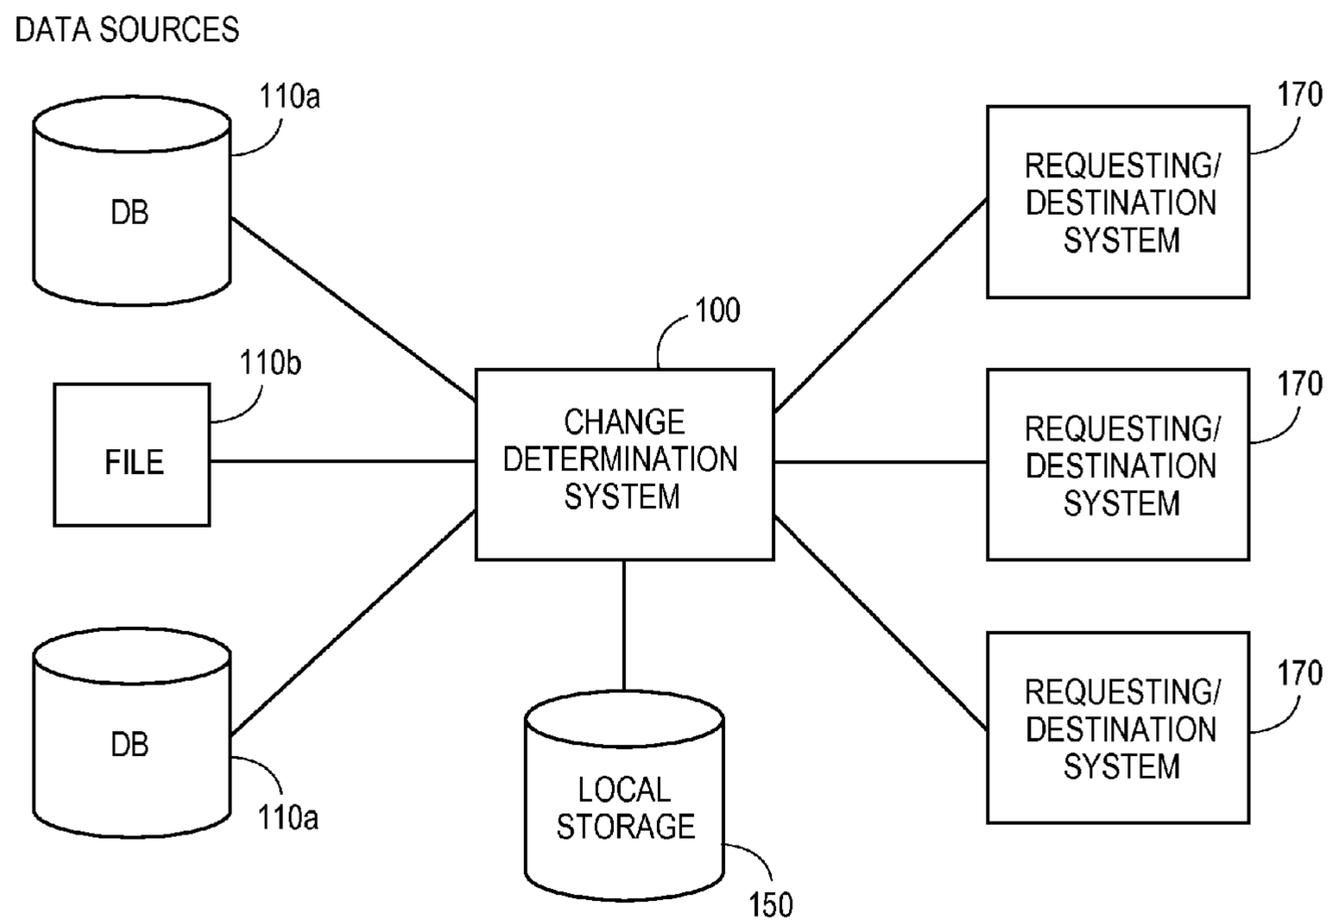 DATA SOURCES
110a
DB
110b
FILE
DB
110a
100
CHANGE
DETERMINATION
SYSTEM
LOCAL
STORAGE
150
170
REQUESTING/
DESTINATION
SYSTEM
170
REQUESTING/
DESTINATION
SYSTEM
170
REQUESTING/
DESTINATION
SYSTEM